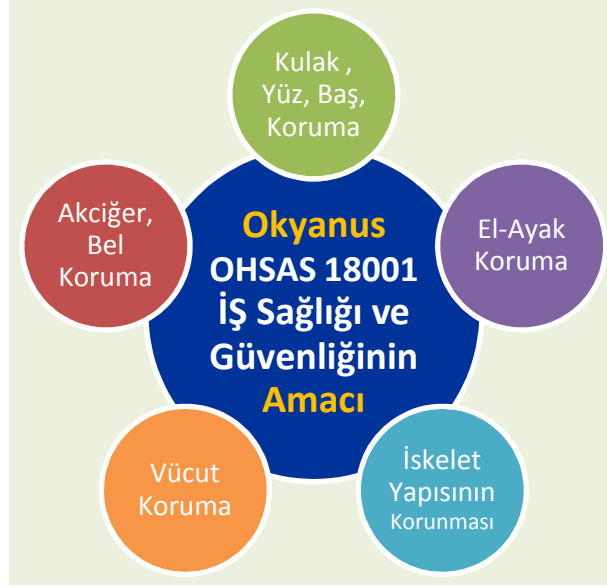 Kulak ,
Yüz, Baş,
Koruma
Akciğer,
Bel
Koruma
Okyanus
OHSAS 18001
İŞ Sağlığı ve
Güvenliğinin
Amacı
El-Ayak
Koruma
Vücut
Koruma
İskelet
Yapısının
Korunması